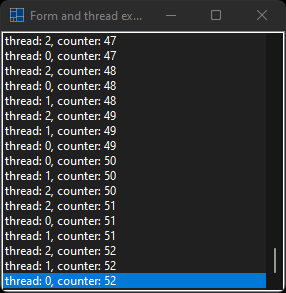 Form and thread ex...
thread: 2, counter: 47
thread: 0, counter: 47
thread: 2, counter: 48
thread: 0, counter: 48
thread: 1, counter: 48
thread: 2, counter: 49
thread: 1, counter: 49
thread: 0, counter: 49
thread: 0, counter: 50
thread: 1, counter: 50
thread: 2, counter: 50
thread: 2, counter: 51
thread: 0, counter: 51
thread: 1, counter: 51
thread: 2, counter: 52
thread: 1, counter: 52
thread: 0, counter: 52